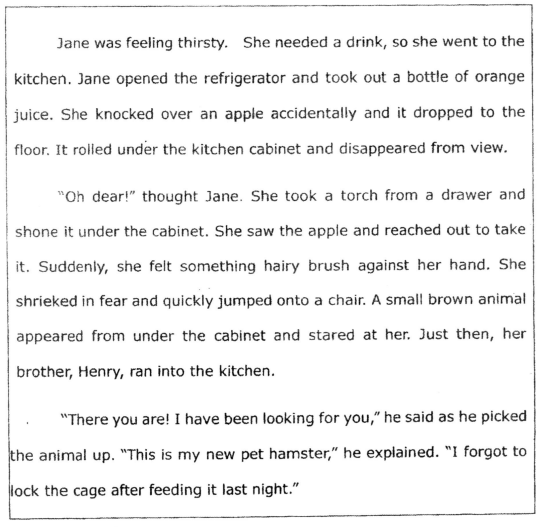 Jane was feeling thirsty. She needed a drink, so she went to the
kitchen. Jane opened the refrigerator and took out a bottle of orange
juice. She knocked over an apple accidentally and it dropped to the
floor. It rolled under the kitchen cabinet and disappeared from view.
"Oh dear!" thought Jane. She took a torch from a drawer and
shone it under the cabinet. She saw the apple and reached out to take
it. Suddenly, she felt something hairy brush against her hand. She
shrieked in fear and quickly jumped onto a chair. A small brown animal
appeared from under the cabinet and stared at her. Just then, her
brother, Henry, ran into the kitchen.
"There you are! I have been looking for you," he said as he picked
the animal up. "This is my new pet hamster," he explained. "I forgot to
lock the cage after feeding it last night."